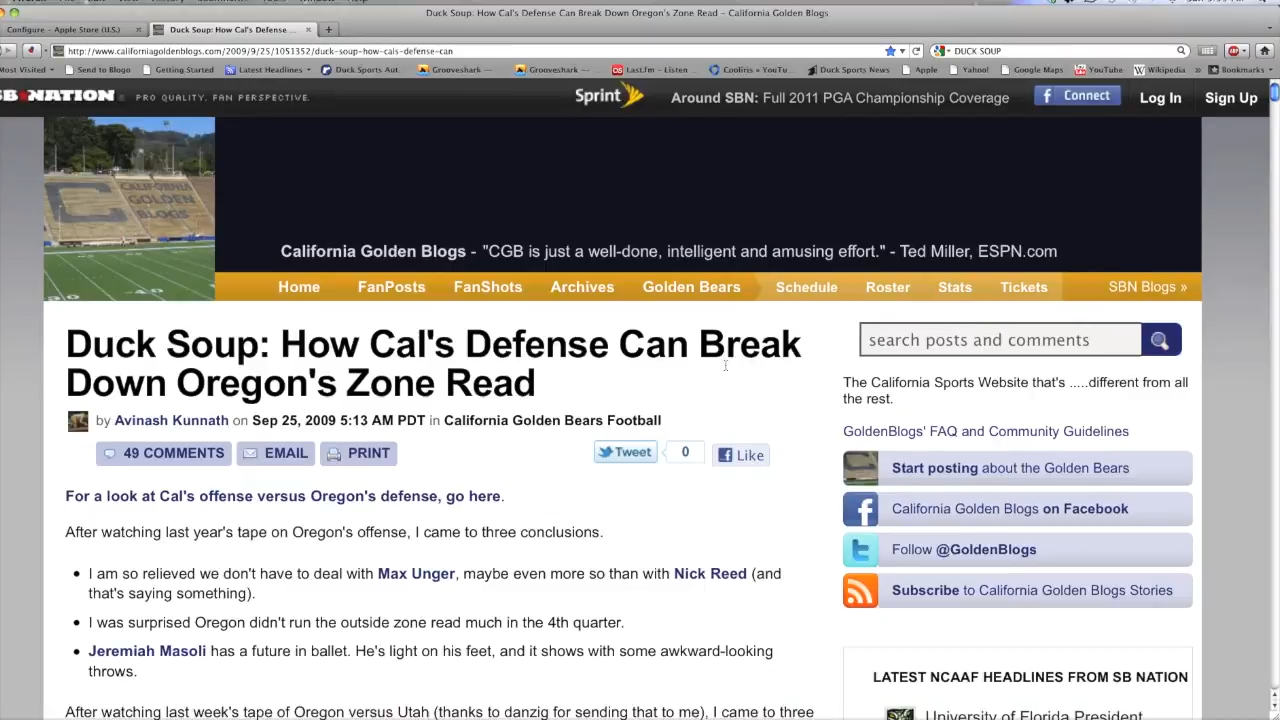 Duck Soup: How Cal's Defense Can Break Down Oregon's Zone Read – California Golden Blogs
Configure – Apple Store (U.S.)
Duck Soup: How Cal's Defense ...
http://www.californiagoldenblogs.com/2009/9/25/1051352/duck-soup-how-cals-defense-can
DUCK SOUP
Most Visited
Send to Blogo
Getting Started
Latest Headlines
Duck Sports Aut...
Grooveshark ...
Grooveshark ...
Last.fm – Listen ...
Cooliris « YouTu...
Duck Sports News
Apple
Yahoo!
Google Maps
YouTube
Wikipedia
Bookmarks
SB NATION PRO QUALITY. FAN PERSPECTIVE.
Sprint
Around SBN: Full 2011 PGA Championship Coverage
Connect
Log In
Sign Up
C CALIFORNIA
GOLDEN
BLOGS
California Golden Blogs - "CGB is just a well-done, intelligent and amusing effort." - Ted Miller, ESPN.com
Home FanPosts FanShots Archives Golden Bears Schedule Roster Stats Tickets SBN Blogs »
Duck Soup: How Cal's Defense Can Break
Down Oregon's Zone Read
by Avinash Kunnath on Sep 25, 2009 5:13 AM PDT in California Golden Bears Football
49 COMMENTS EMAIL PRINT
Tweet 0 Like
For a look at Cal's offense versus Oregon's defense, go here.
After watching last year's tape on Oregon's offense, I came to three conclusions.
• I am so relieved we don't have to deal with Max Unger, maybe even more so than with Nick Reed (and
that's saying something).
• I was surprised Oregon didn't run the outside zone read much in the 4th quarter.
• Jeremiah Masoli has a future in ballet. He's light on his feet, and it shows with some awkward-looking
throws.
After watching last week's tape of Oregon versus Utah (thanks to danzig for sending that to me), I came to three
search posts and comments
The California Sports Website that's .....different from all
the rest.
GoldenBlogs' FAQ and Community Guidelines
Start posting about the Golden Bears
California Golden Blogs on Facebook
Follow @GoldenBlogs
Subscribe to California Golden Blogs Stories
LATEST NCAAF HEADLINES FROM SB NATION
University of Florida President